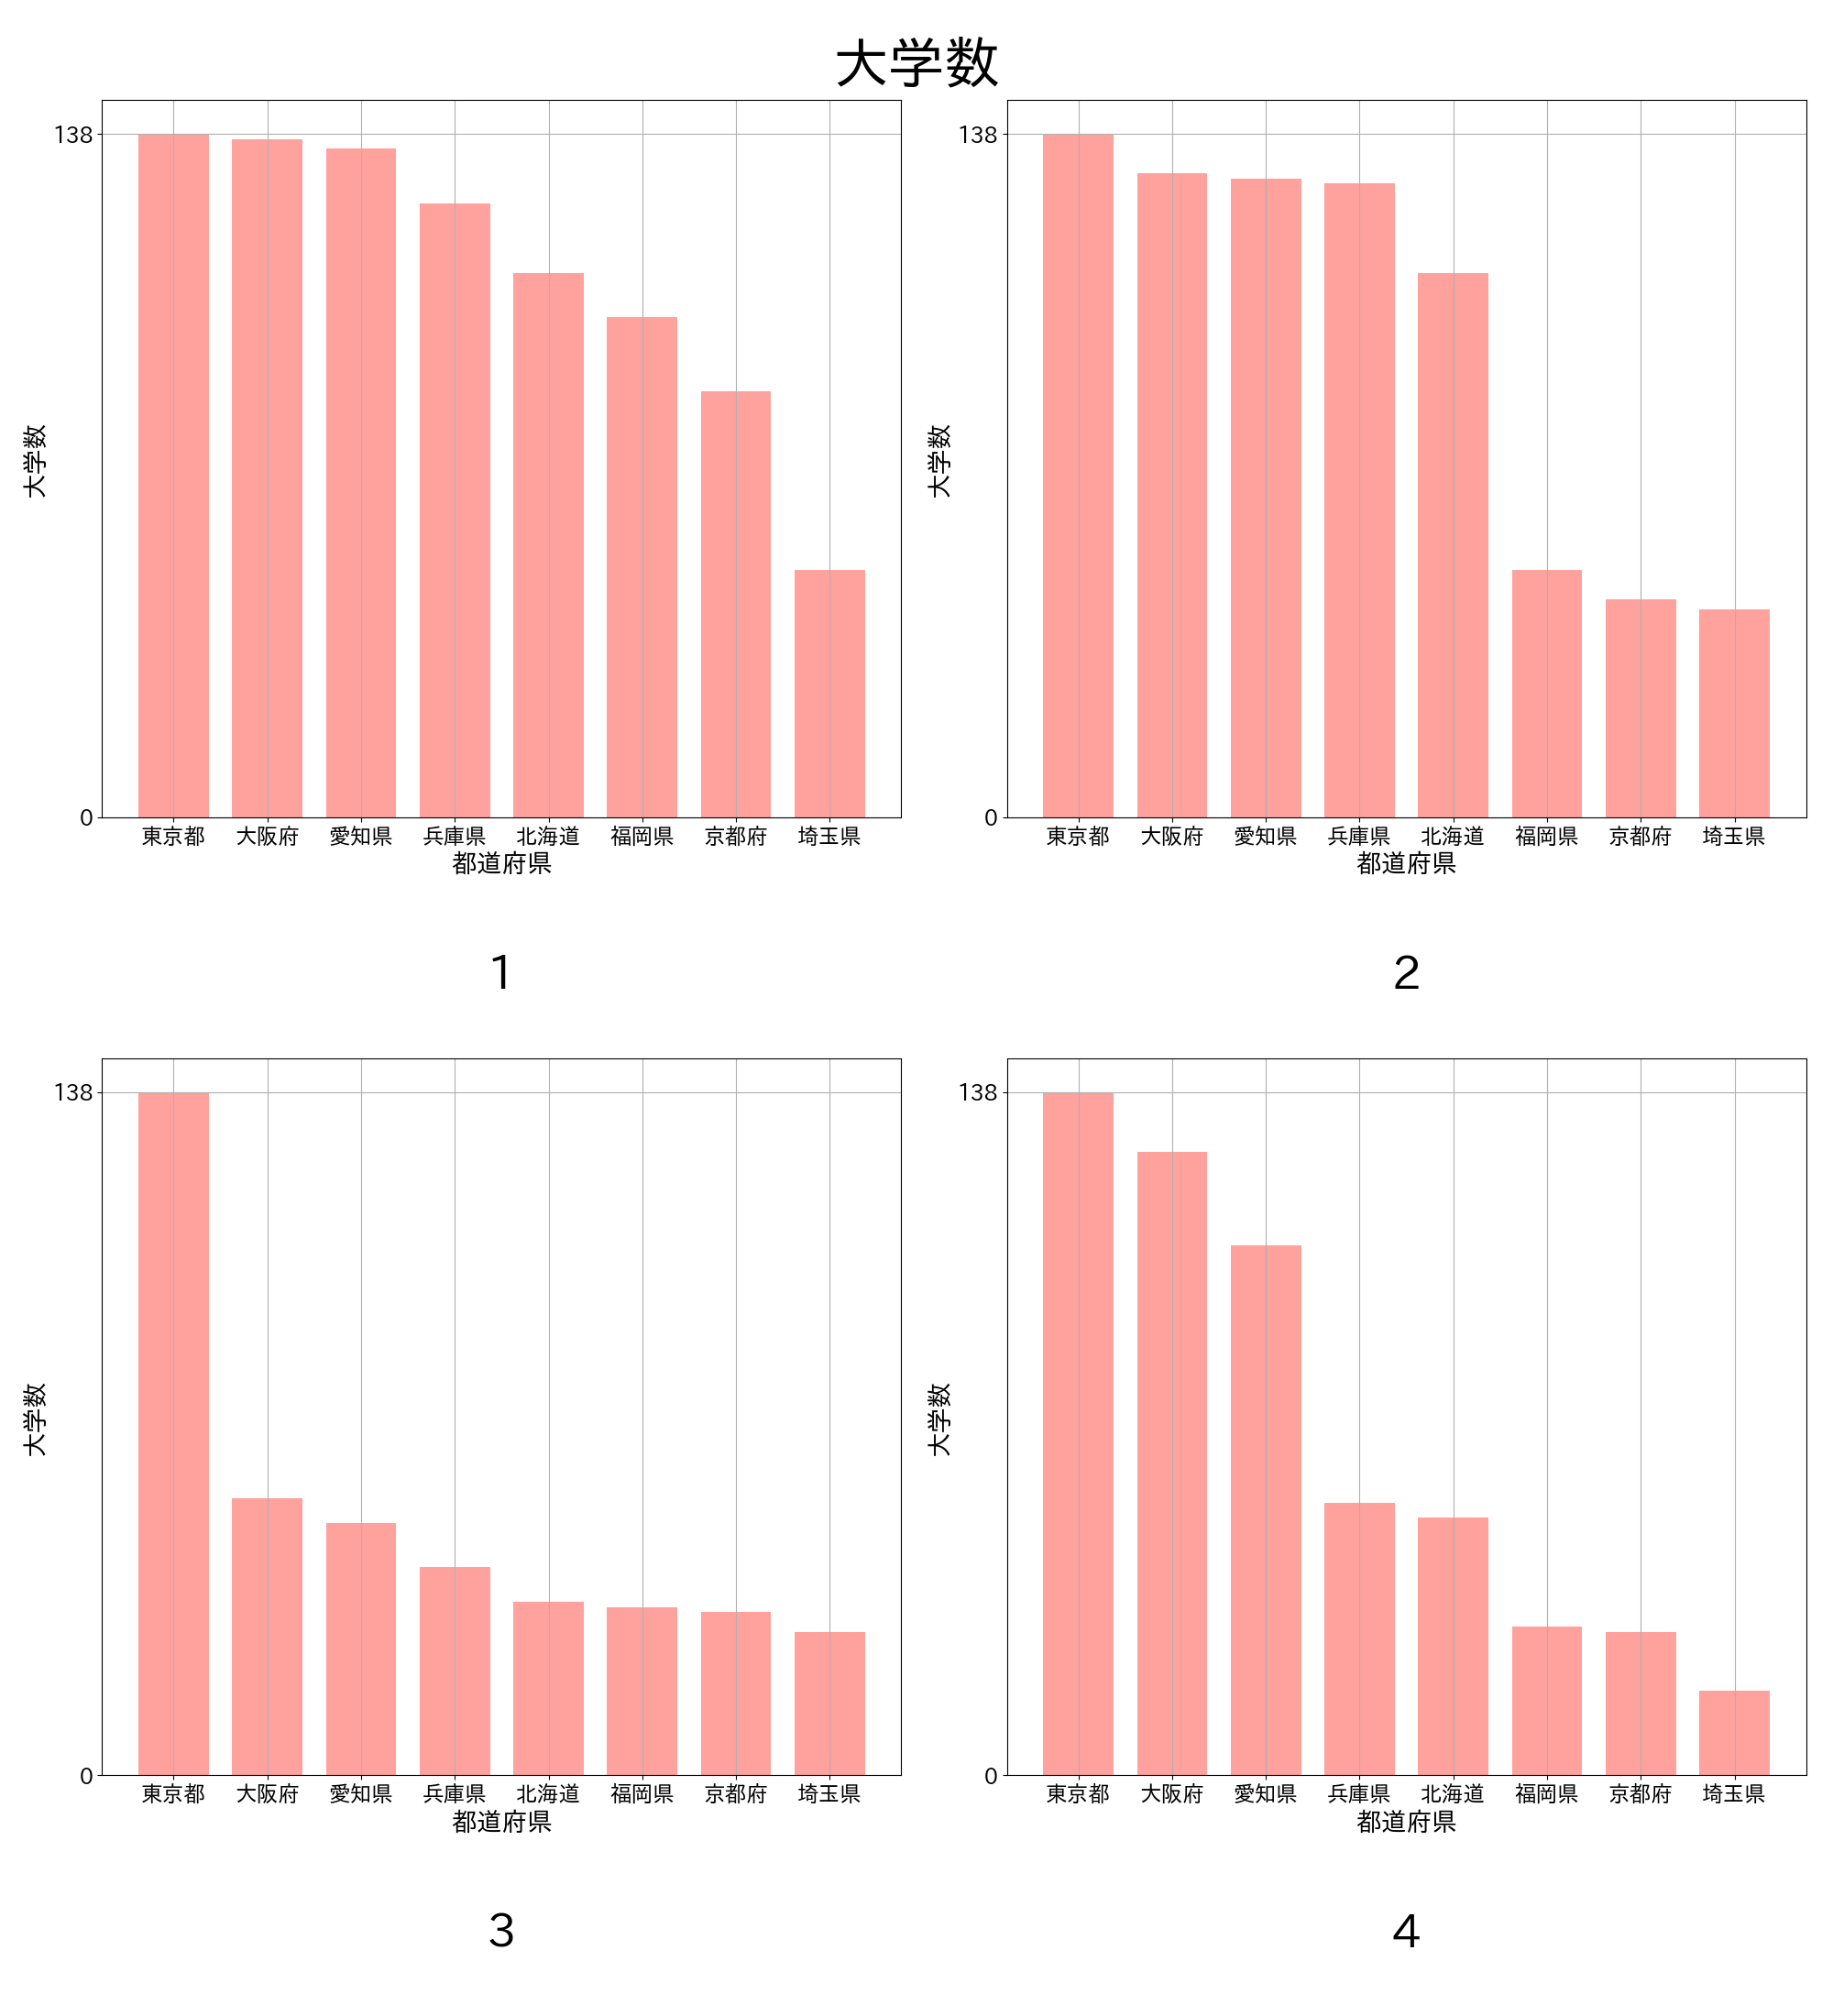 大学数
138
大学数
0
東京都 大阪府 愛知県 兵庫県 北海道 福岡県 京都府 埼玉県
都道府県
1
138
大学数
0
東京都 大阪府 愛知県 兵庫県 北海道 福岡県 京都府 埼玉県
都道府県
2
138
大学数
0
東京都 大阪府 愛知県 兵庫県 北海道 福岡県 京都府 埼玉県
都道府県
3
138
大学数
0
東京都 大阪府 愛知県 兵庫県 北海道 福岡県 京都府 埼玉県
都道府県
4